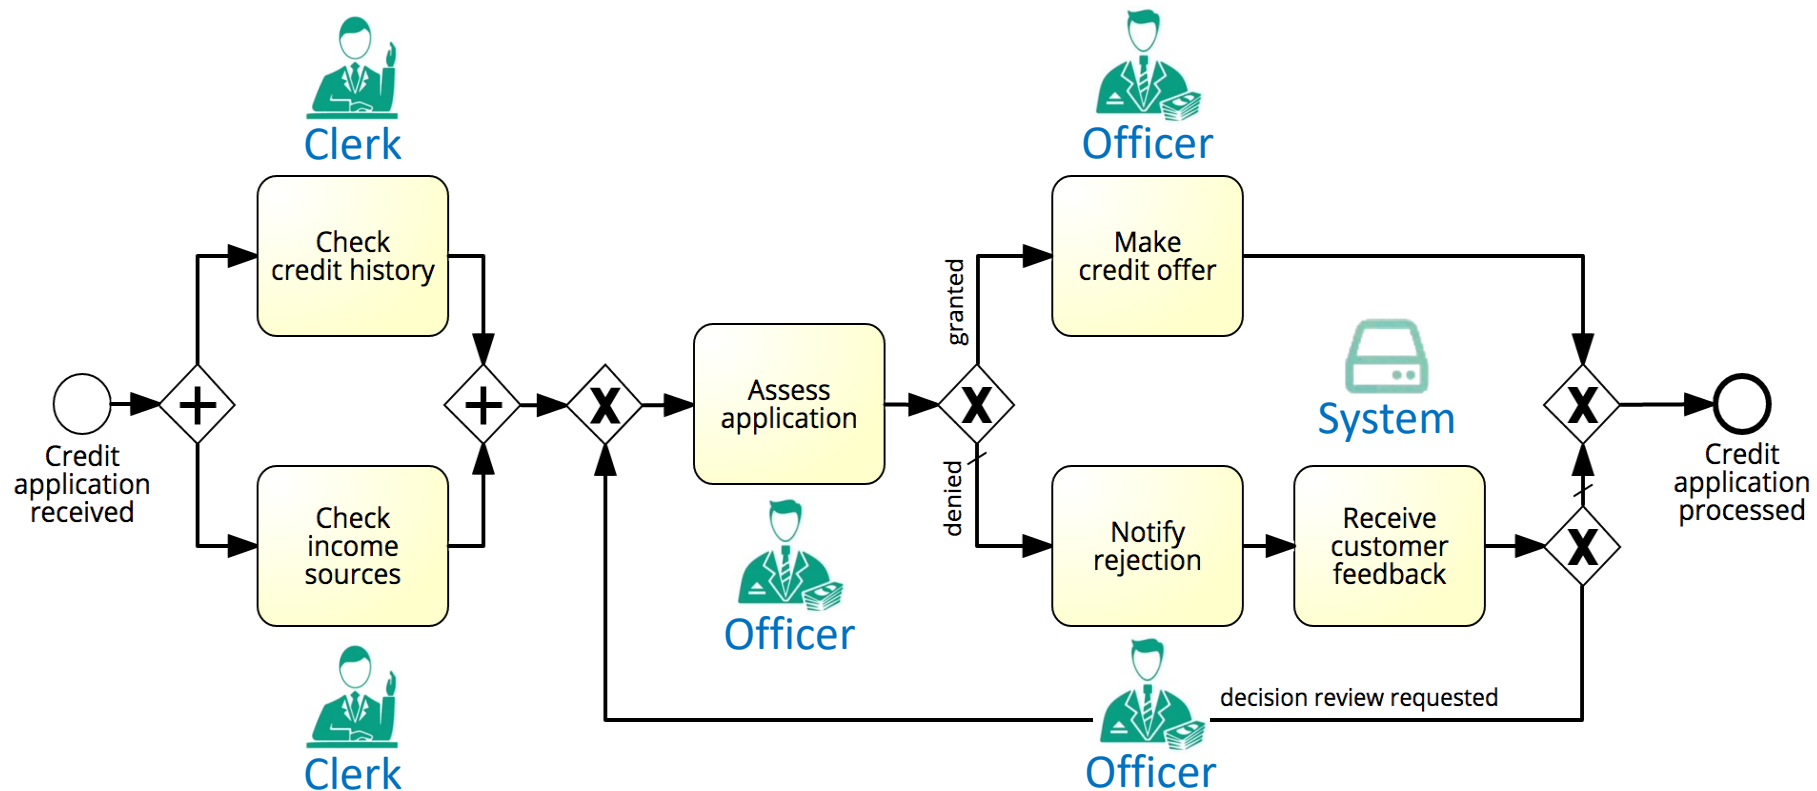 Clerk
Officer
Check
credit history
Make
credit offer
granted
Credit
application
received
Assess
application
System
Credit
application
processed
denied
Check
income
sources
Notify
rejection
Receive
customer
feedback
Officer
decision review requested
Clerk
Officer